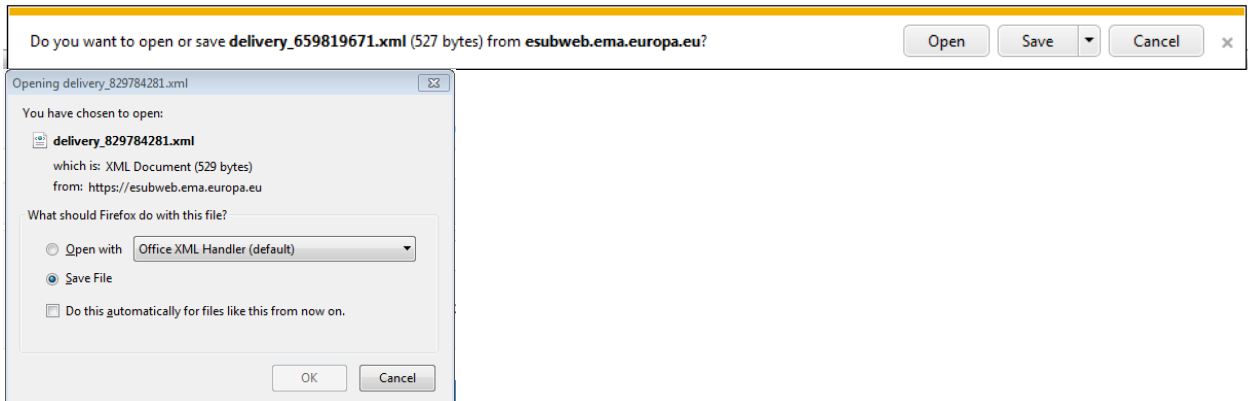 Do you want to open or save delivery_659819671.xml (527 bytes) from esubweb.ema.europa.eu?
Open
Save
Cancel
Opening delivery_829784281.xml
You have chosen to open:
delivery_829784281.xml
which is: XML Document (529 bytes)
from: https://esubweb.ema.europa.eu
What should Firefox do with this file?
Open with
Office XML Handler (default)
Save File
Do this automatically for files like this from now on.
OK
Cancel